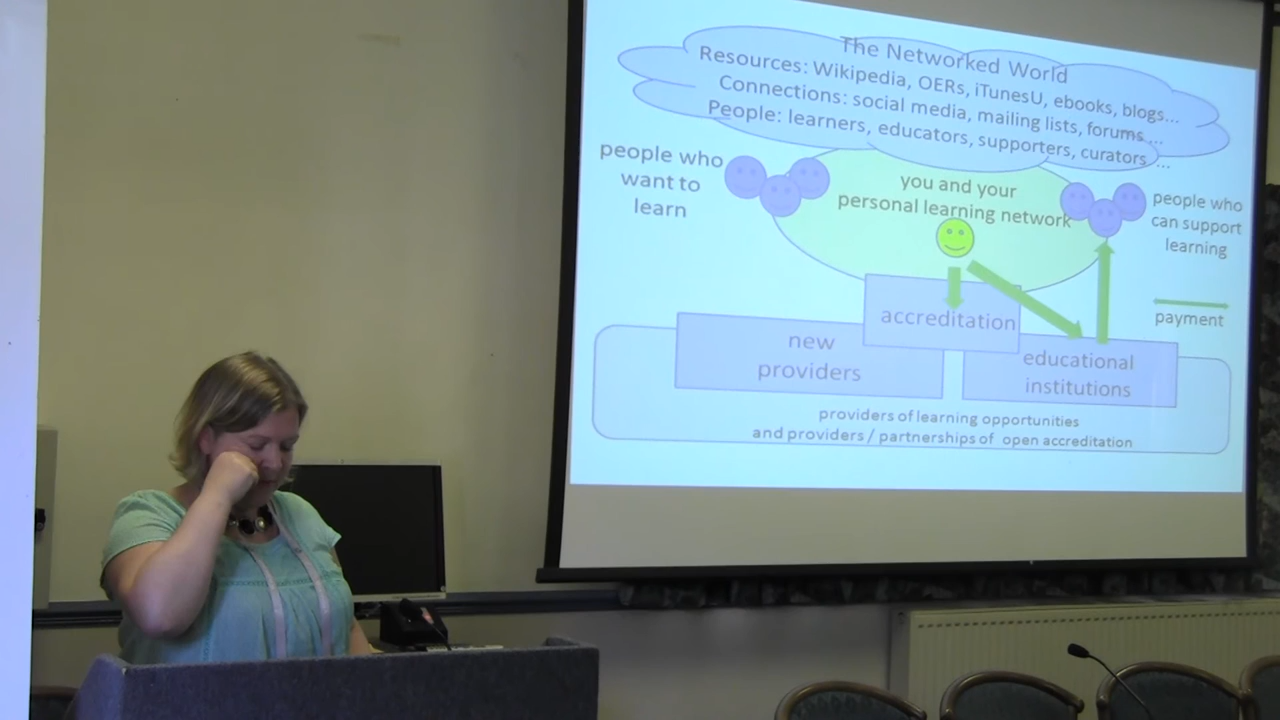 The Networked World
Resources: Wikipedia, OERs, iTunesU, ebooks, blogs...
Connections: social media, mailing lists, forums ...
People: learners, educators, supporters, curators ...
people who
want to
learn
you and your
personal learning network
people who
can support
learning
payment
accreditation
new
providers
educational
institutions
providers of learning opportunities
and providers / partnerships of open accreditation